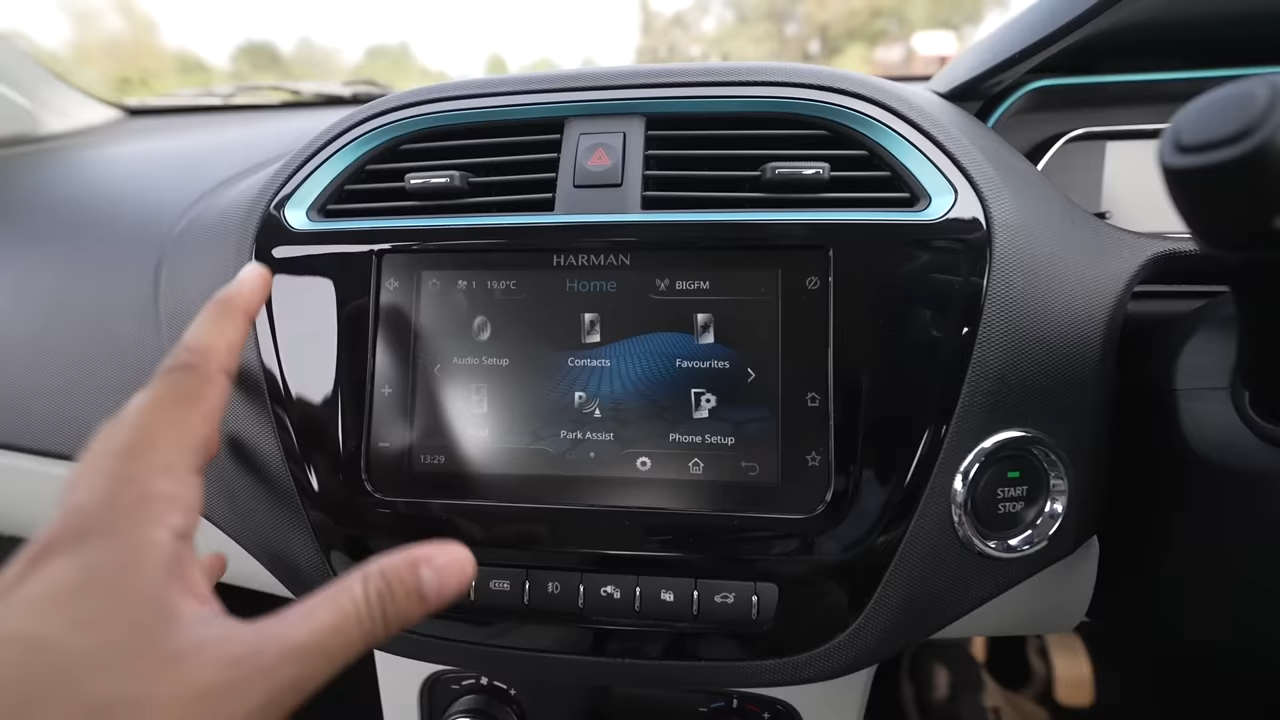 HARMAN
1 19.0°C Home BIGFM
Audio Setup Contacts Favourites
Park Assist Phone Setup
13:29
START
STOP